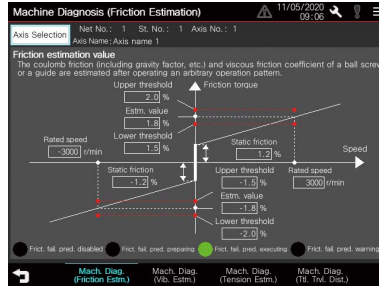 Machine Diagnosis (Friction Estimation)
11/05/2020
09:06
Axis Selection
Net No.: 1 St. No.: 1 Axis No.: 1
Axis Name: Axis name 1
Friction estimation value
The coulomb friction (including gravity factor, etc.) and viscous friction coefficient of a ball screw
or a guide are estimated after operating an arbitrary operation pattern.
Upper threshold
2.0 %
Friction torque
Estm. value
1.8 %
Lower threshold
1.5 %
Rated speed
-3000 r/min
Static friction
1.2 %
Speed
Static friction
-1.2 %
Upper threshold
-1.5 %
Rated speed
3000 r/min
Estm. value
-1.8 %
Lower threshold
-2.0 %
Frict. fail. pred. disabled
Frict. fail. pred. preparing
Frict. fail. pred. executing
Frict. fail. pred. warning
Mach. Diag.
(Friction Estm.)
Mach. Diag.
(Vib. Estm.)
Mach. Diag.
(Tension Estm.)
Mach. Diag.
(Ttl. Trvl. Dist.)